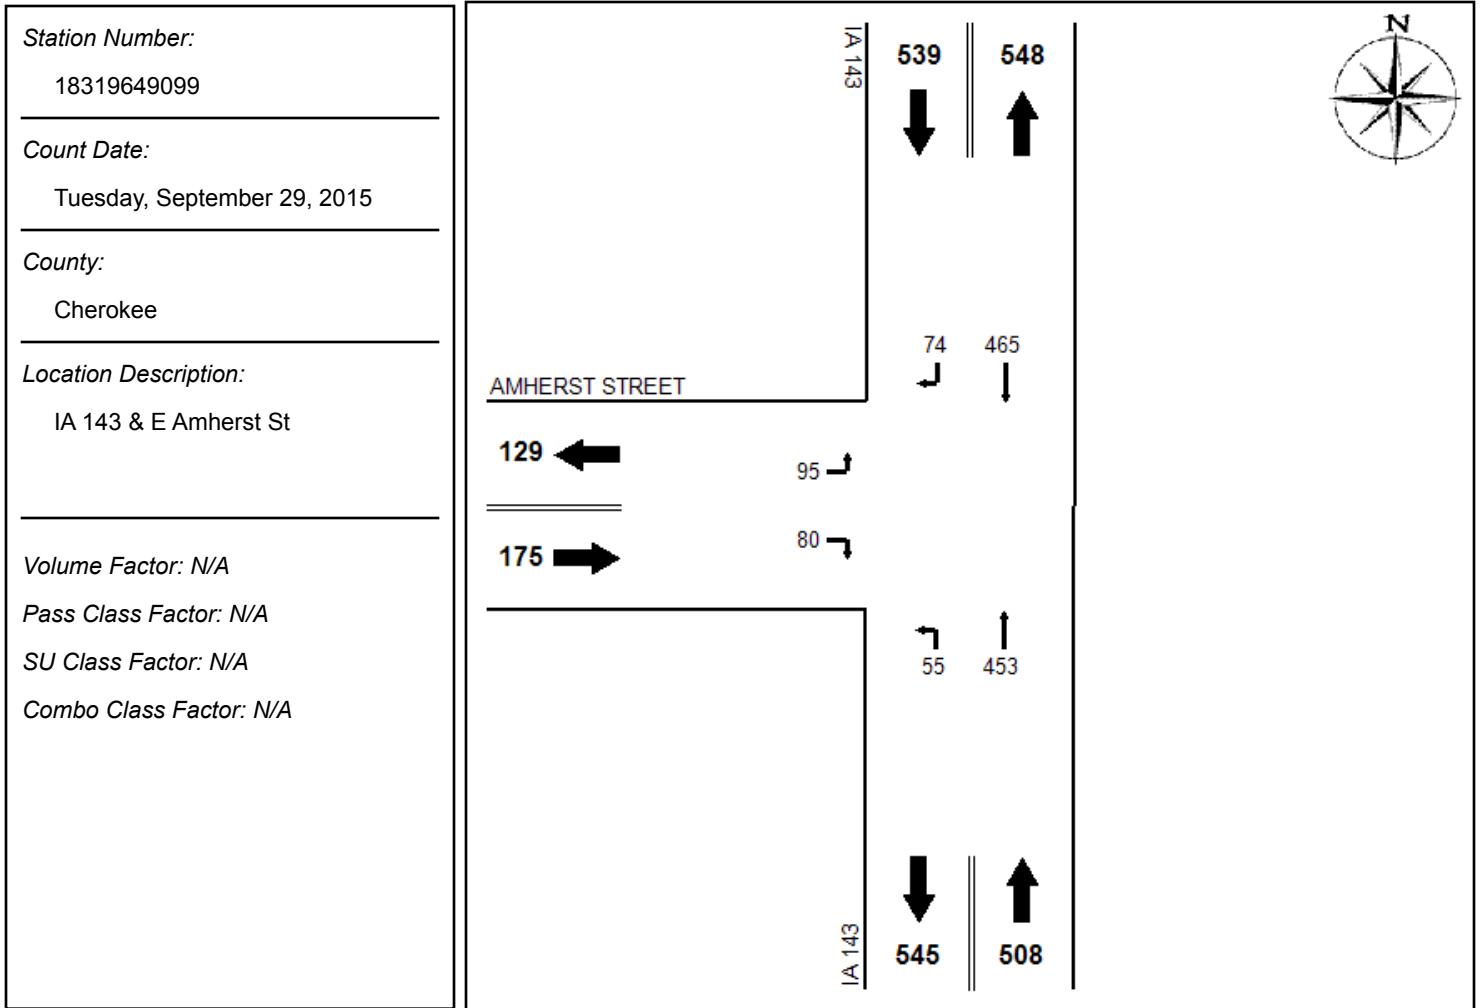 Station Number:
18319649099
Count Date:
Tuesday, September 29, 2015
County:
Cherokee
Location Description:
IA 143 & E Amherst St
Volume Factor: N/A
Pass Class Factor: N/A
SU Class Factor: N/A
Combo Class Factor: N/A
N
IA 143
539 548
74 465
AMHERST STREET
129
95
175
80
55 453
IA 143
545 508